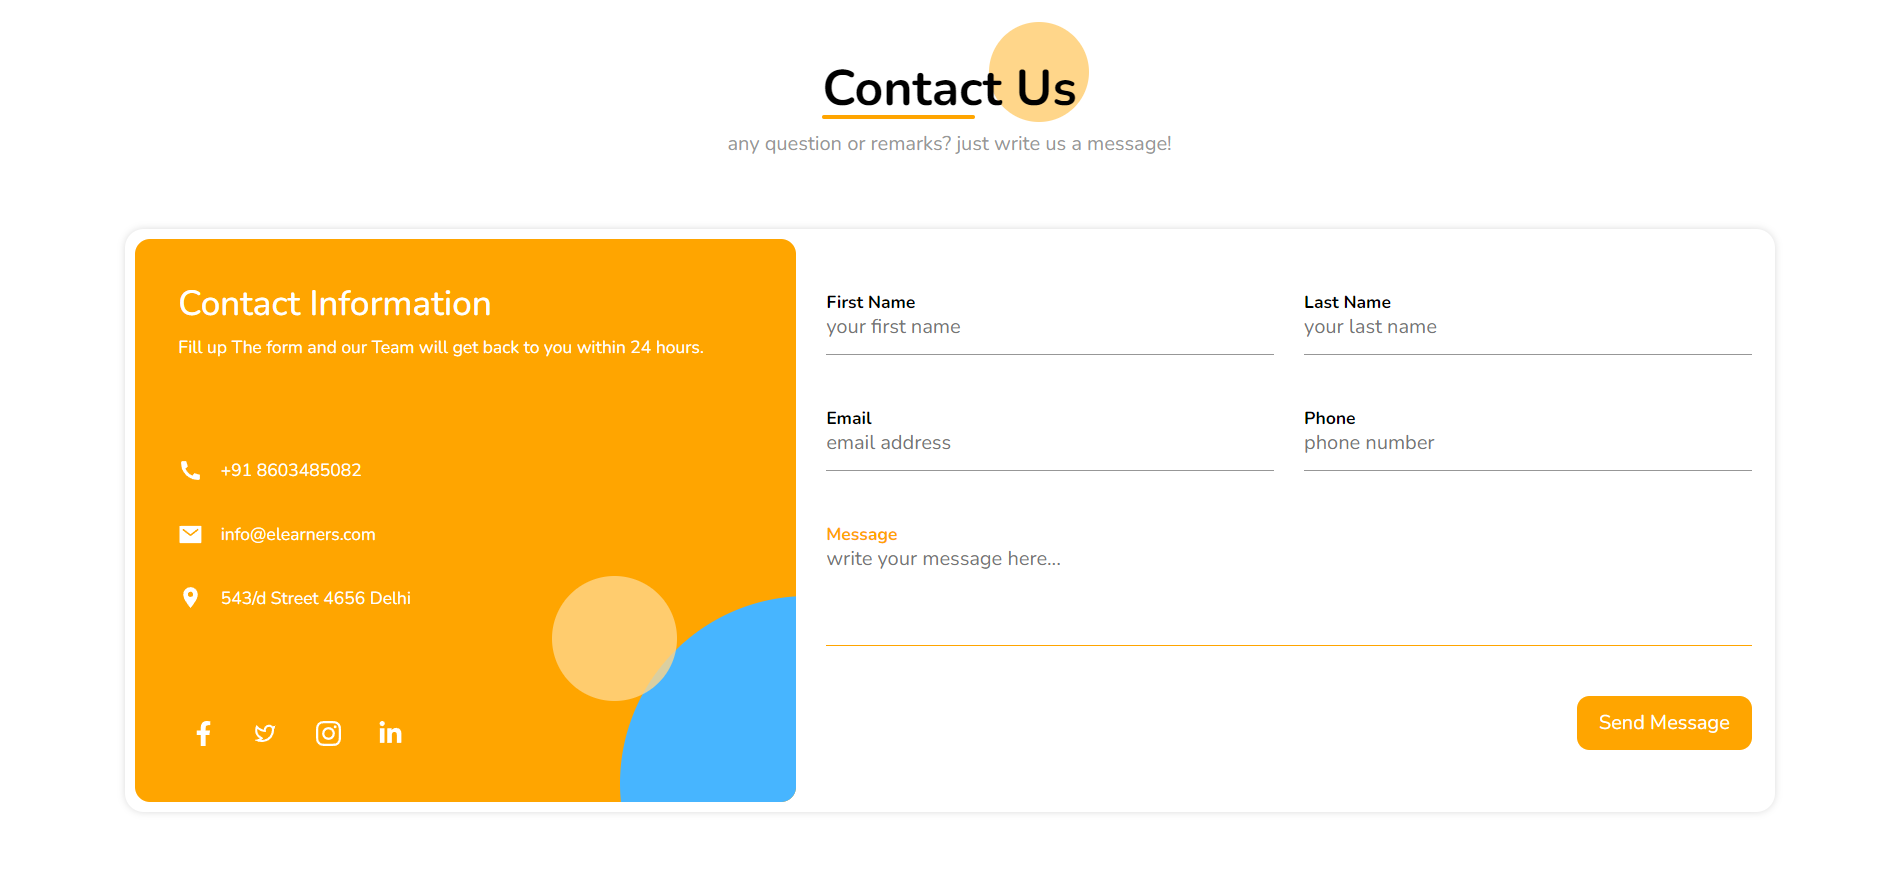 Contact Us
any question or remarks? just write us a message!
Contact Information
Fill up The form and our Team will get back to you within 24 hours.
+91 8603485082
info@elearners.com
543/d Street 4656 Delhi
First Name
your first name
Last Name
your last name
Email
email address
Phone
phone number
Message
write your message here...
Send Message